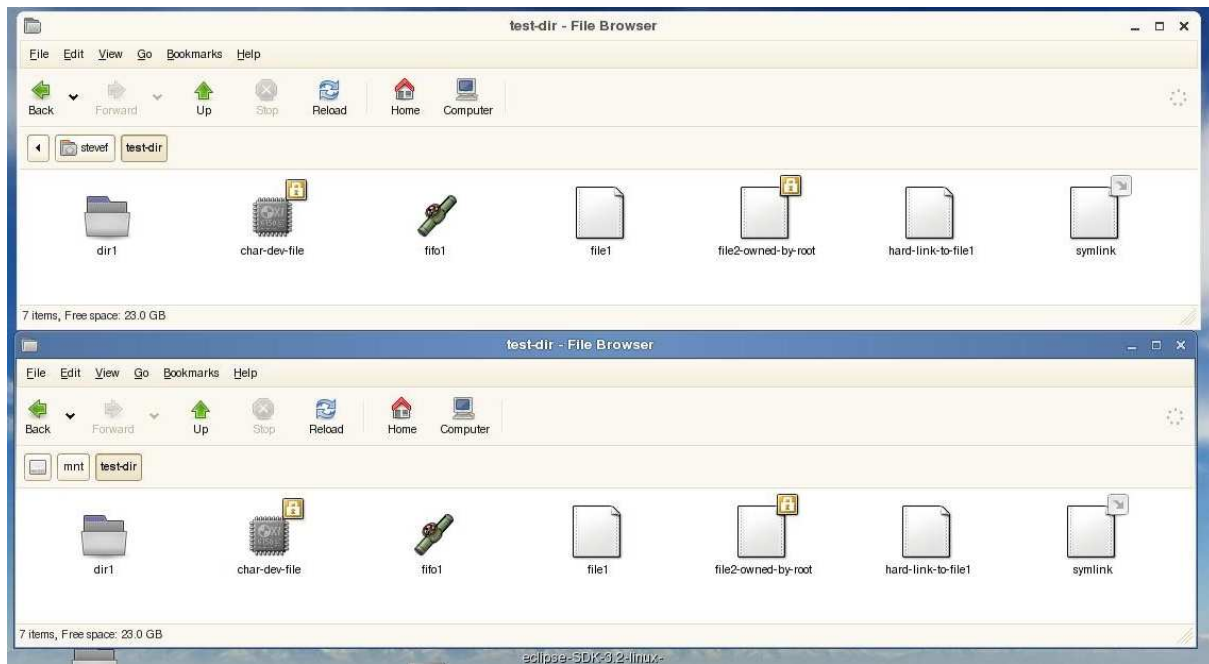 test-dir - File Browser
File Edit View Go Bookmarks Help
Back Forward Up Stop Reload Home Computer
stevef test-dir
dir1 char-dev-file fifo1 file1 file2-owned-by-root hard-link-to-file1 symlink
7 items, Free space: 23.0 GB
test-dir - File Browser
File Edit View Go Bookmarks Help
Back Forward Up Stop Reload Home Computer
mnt test-dir
dir1 char-dev-file fifo1 file1 file2-owned-by-root hard-link-to-file1 symlink
7 items, Free space: 23.0 GB
eclipse-SDK-3.2-linux-